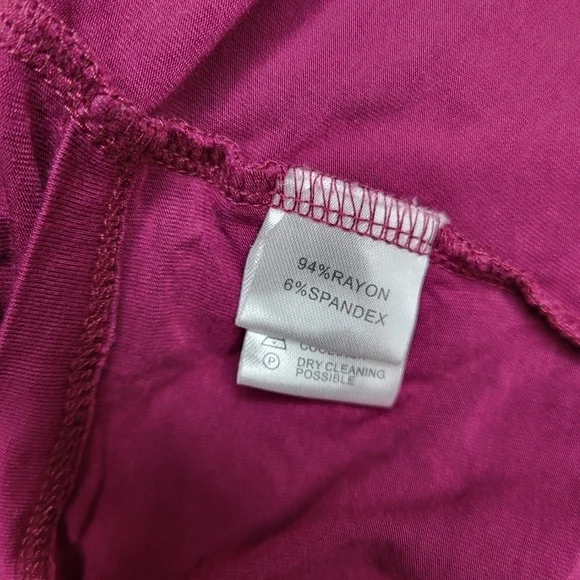 94%RAYON
6%SPANDEX
DRY CLEANING
POSSIBLE
P